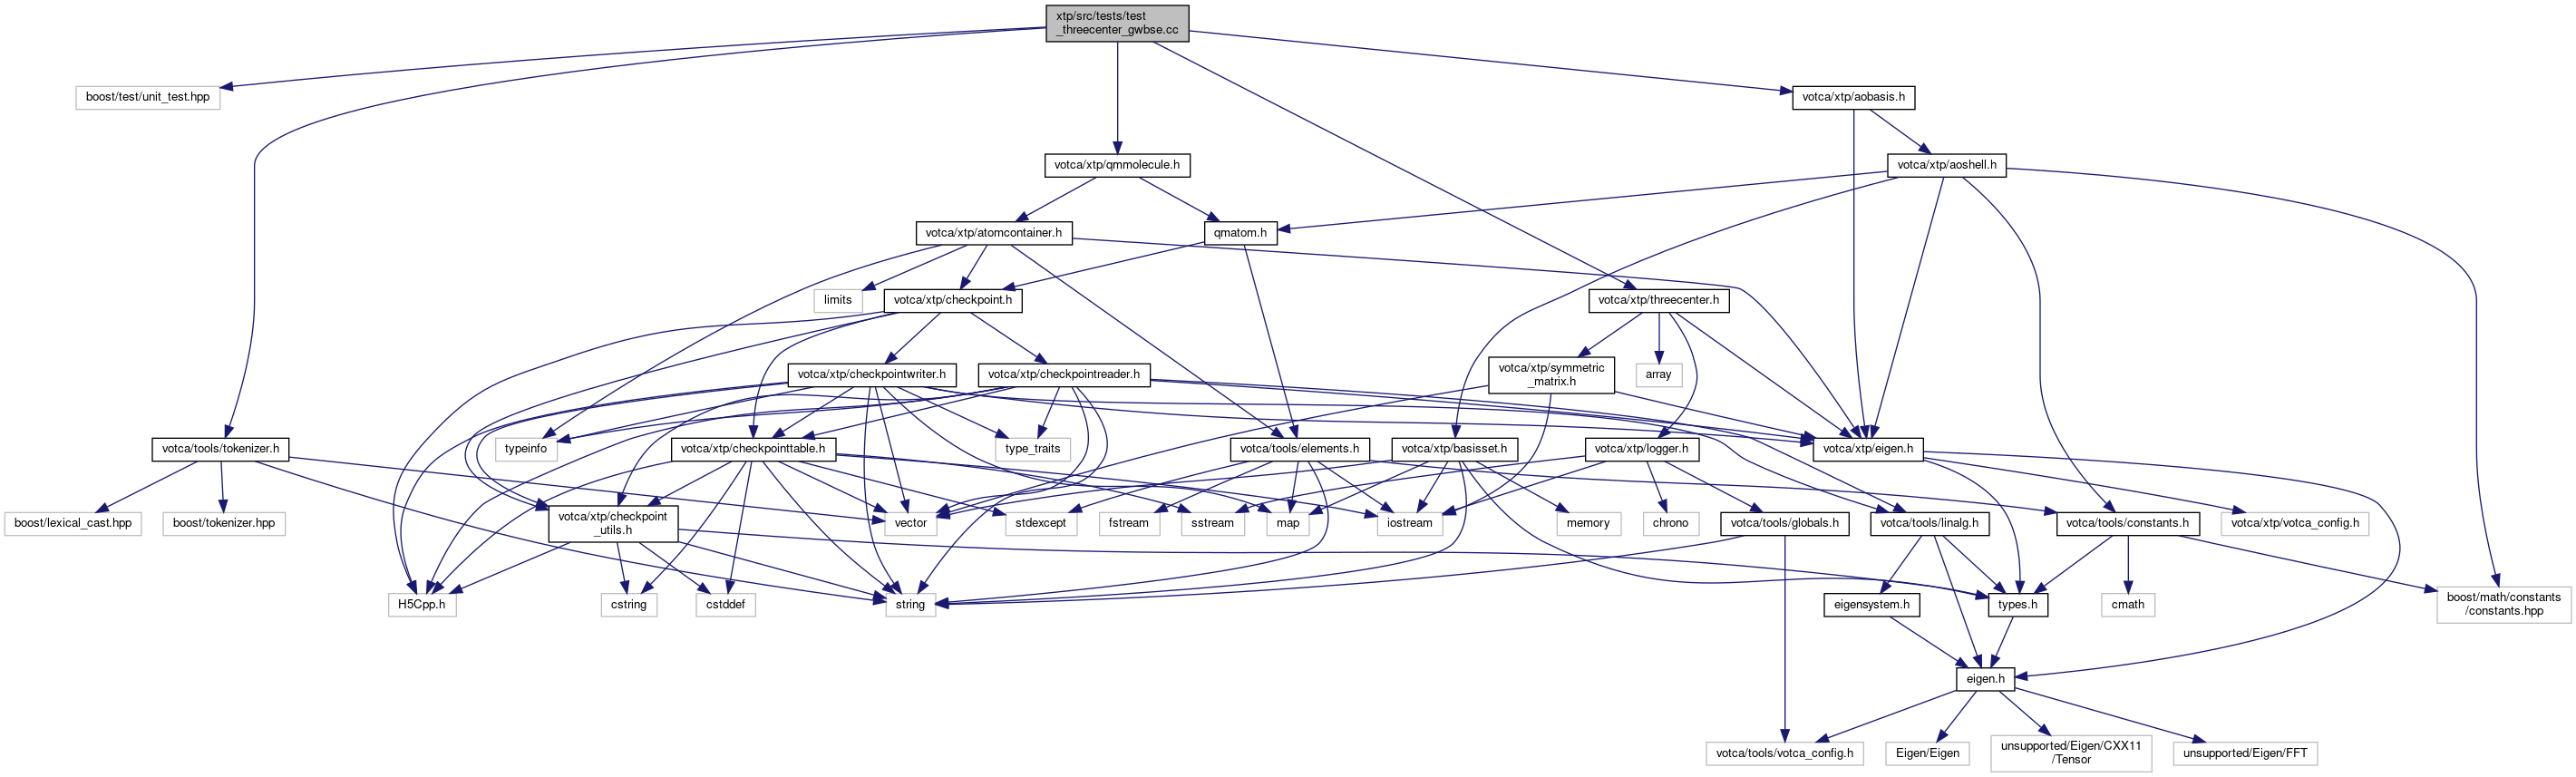 xtp/src/tests/test
_threecenter_gwbse.cc
boost/test/unit_test.hpp
votca/xtp/aobasis.h
votca/xtp/qmmolecule.h
votca/xtp/aoshell.h
votca/xtp/atomcontainer.h
qmatom.h
limits
votca/xtp/checkpoint.h
votca/xtp/threecenter.h
votca/xtp/checkpointwriter.h
votca/xtp/checkpointreader.h
votca/xtp/symmetric
_matrix.h
array
votca/tools/tokenizer.h
typeinfo
votca/xtp/checkpointtable.h
type_traits
votca/tools/elements.h
votca/xtp/basisset.h
votca/xtp/logger.h
votca/xtp/eigen.h
boost/lexical_cast.hpp
boost/tokenizer.hpp
votca/xtp/checkpoint
_utils.h
vector
stdexcept
sstream
fstream
map
iostream
memory
chrono
votca/tools/globals.h
votca/tools/linalg.h
votca/tools/constants.h
votca/xtp/votca_config.h
H5Cpp.h
cstring
cstddef
string
eigensystem.h
types.h
cmath
boost/math/constants
/constants.hpp
eigen.h
votca/tools/votca_config.h
Eigen/Eigen
unsupported/Eigen/CXX11
/Tensor
unsupported/Eigen/FFT